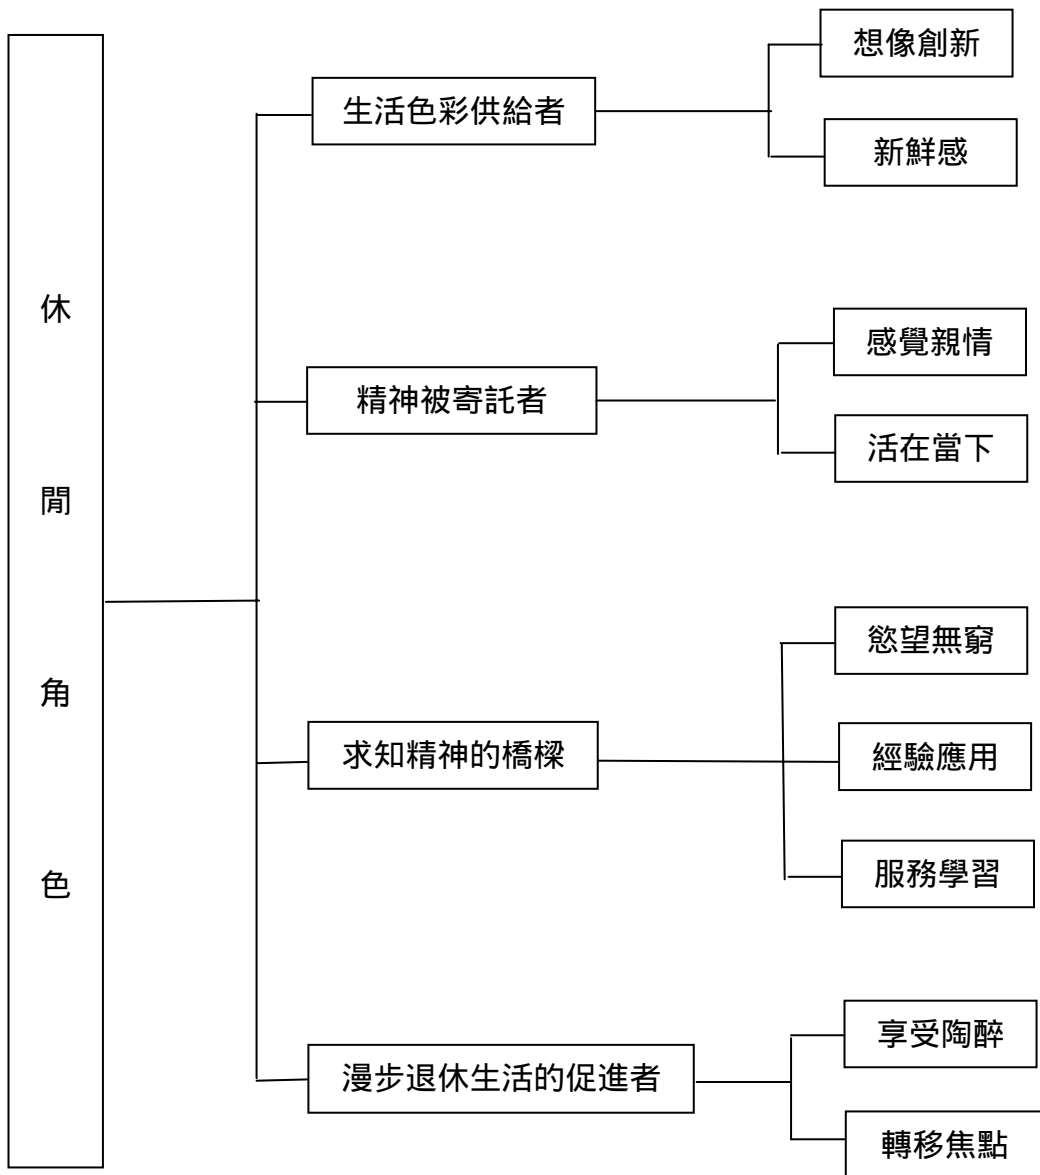 休閒角色
生活色彩供給者
想像創新
新鮮感
精神被寄託者
感覺親情
活在當下
求知精神的橋樑
慾望無窮
經驗應用
服務學習
漫步退休生活的促進者
享受陶醉
轉移焦點